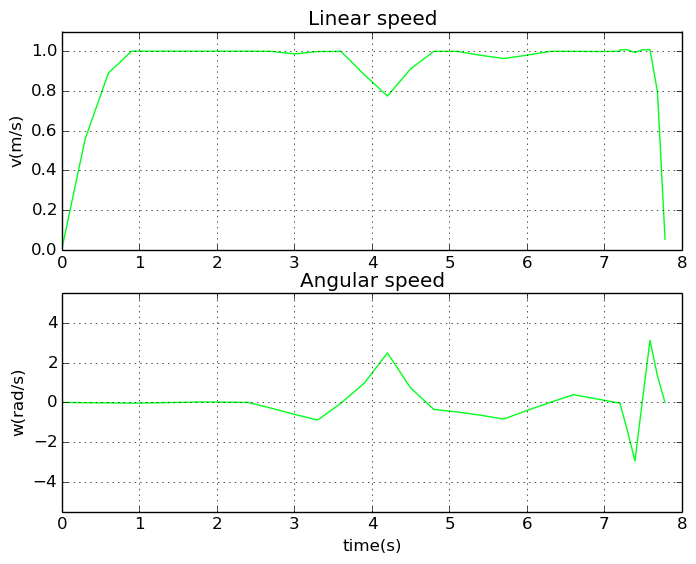 Linear speed
v(m/s)
1.0
0.8
0.6
0.4
0.2
0.0
0 1 2 3 4 5 6 7 8
Angular speed
w(rad/s)
4
2
0
−2
−4
0 1 2 3 4 5 6 7 8
time(s)